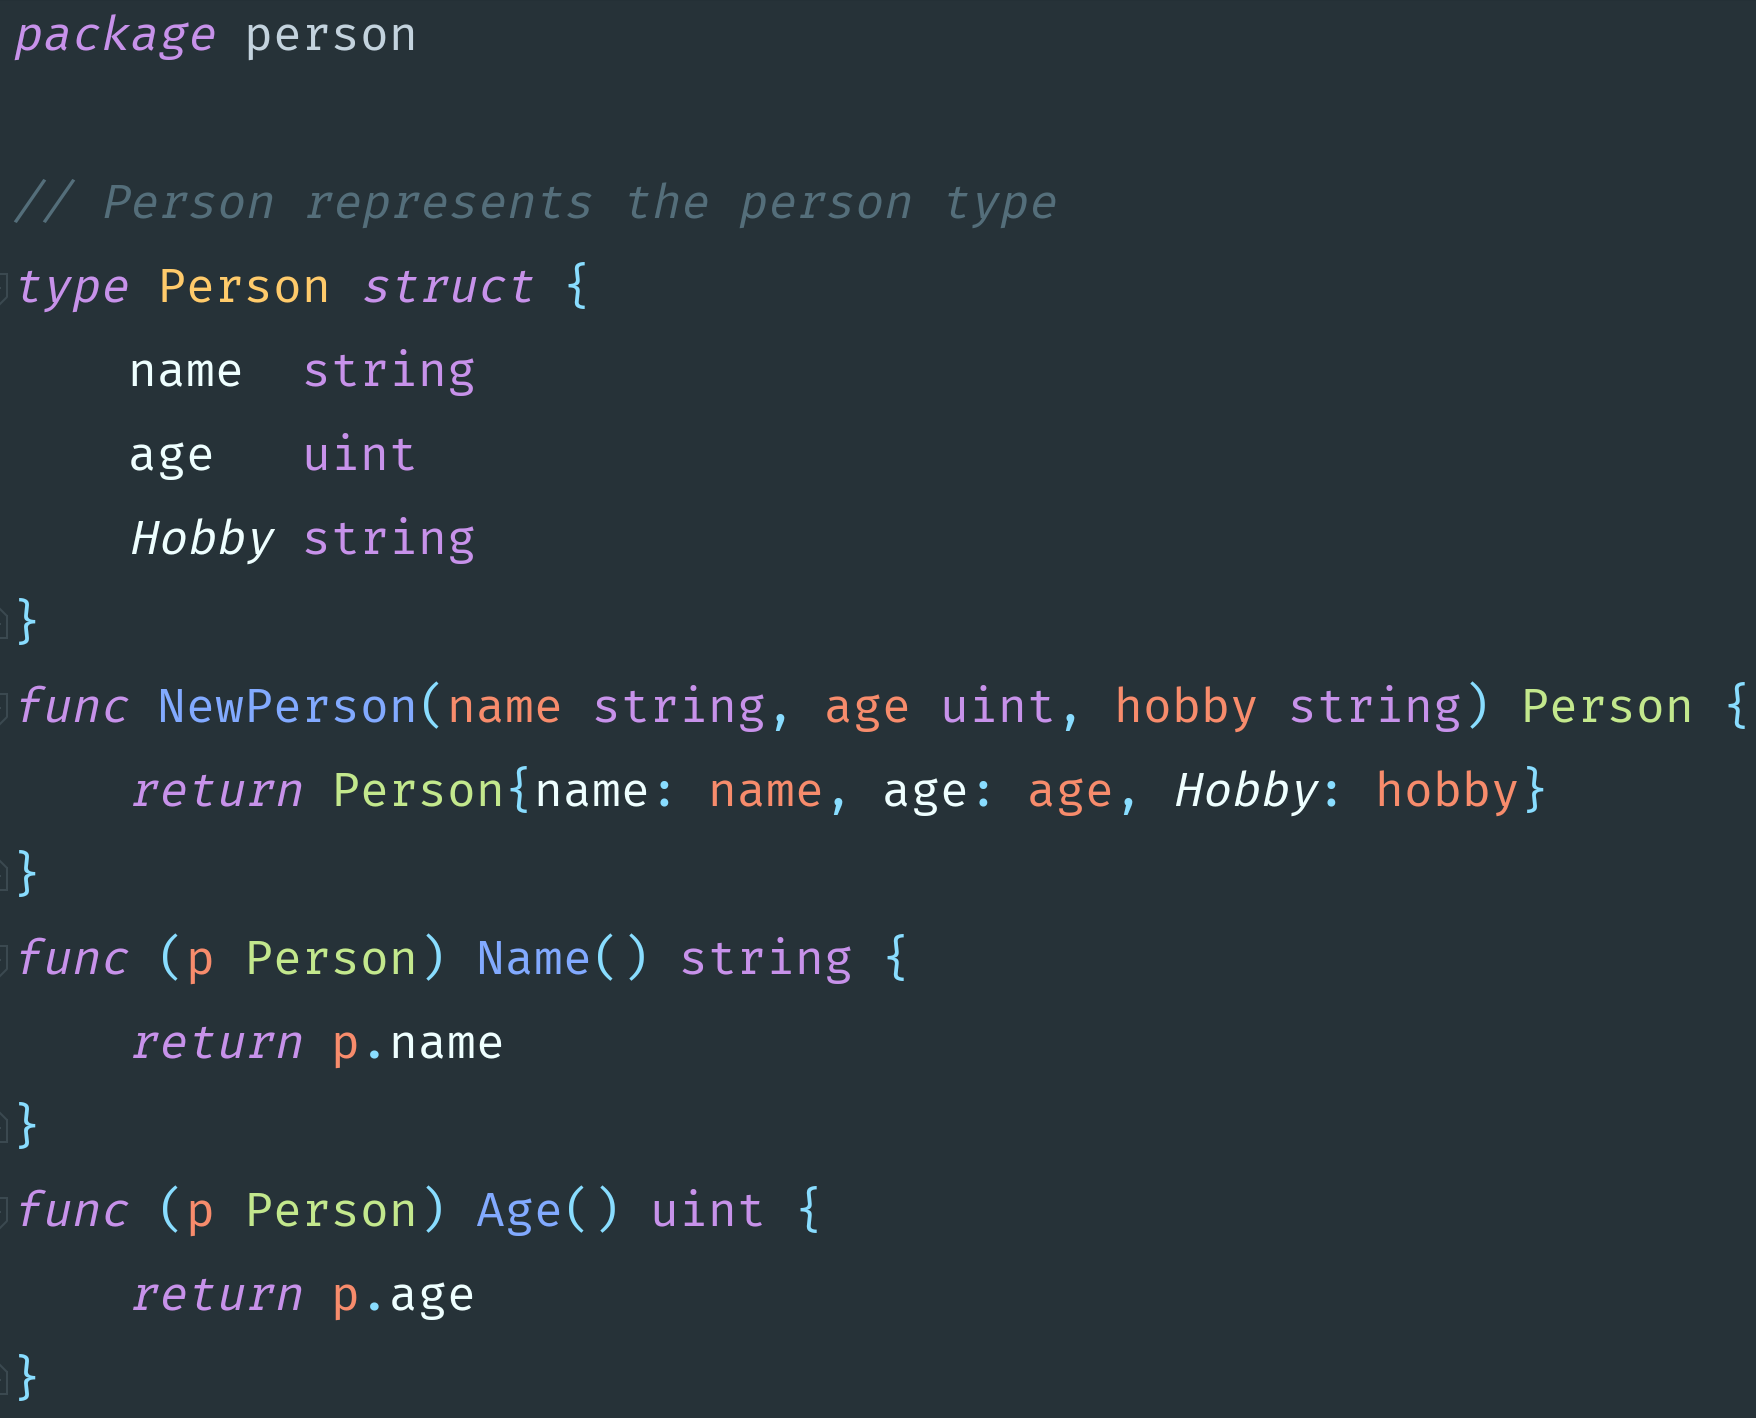 package person
// Person represents the person type
type Person struct {
    name  string
    age   uint
    Hobby string
}
func NewPerson(name string, age uint, hobby string) Person {
    return Person{name: name, age: age, Hobby: hobby}
}
func (p Person) Name() string {
    return p.name
}
func (p Person) Age() uint {
    return p.age
}